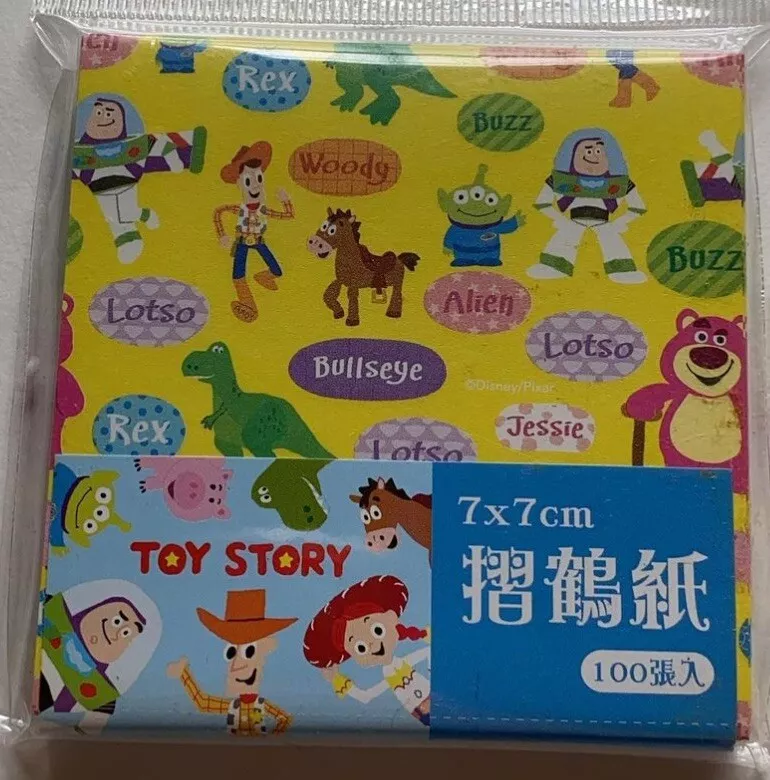 Rex
Buzz
Woody
Buzz
Lotso
Alien
Lotso
Bullseye
©Disney/Pixar
Rex
Jessie
Lotso
TOY STORY
7x7cm
摺鶴紙
100張入